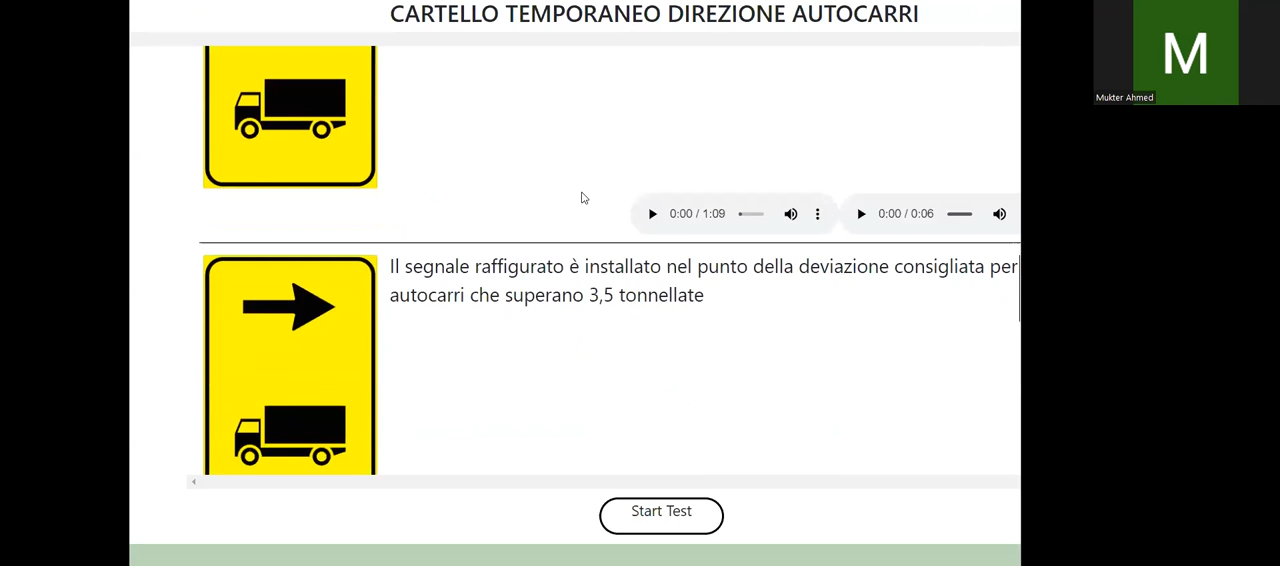 CARTELLO TEMPORANEO DIREZIONE AUTOCARRI
M
Mukter Ahmed
0:00 / 1:09
0:00 / 0:06
Il segnale raffigurato è installato nel punto della deviazione consigliata per
autocarri che superano 3,5 tonnellate
Start Test